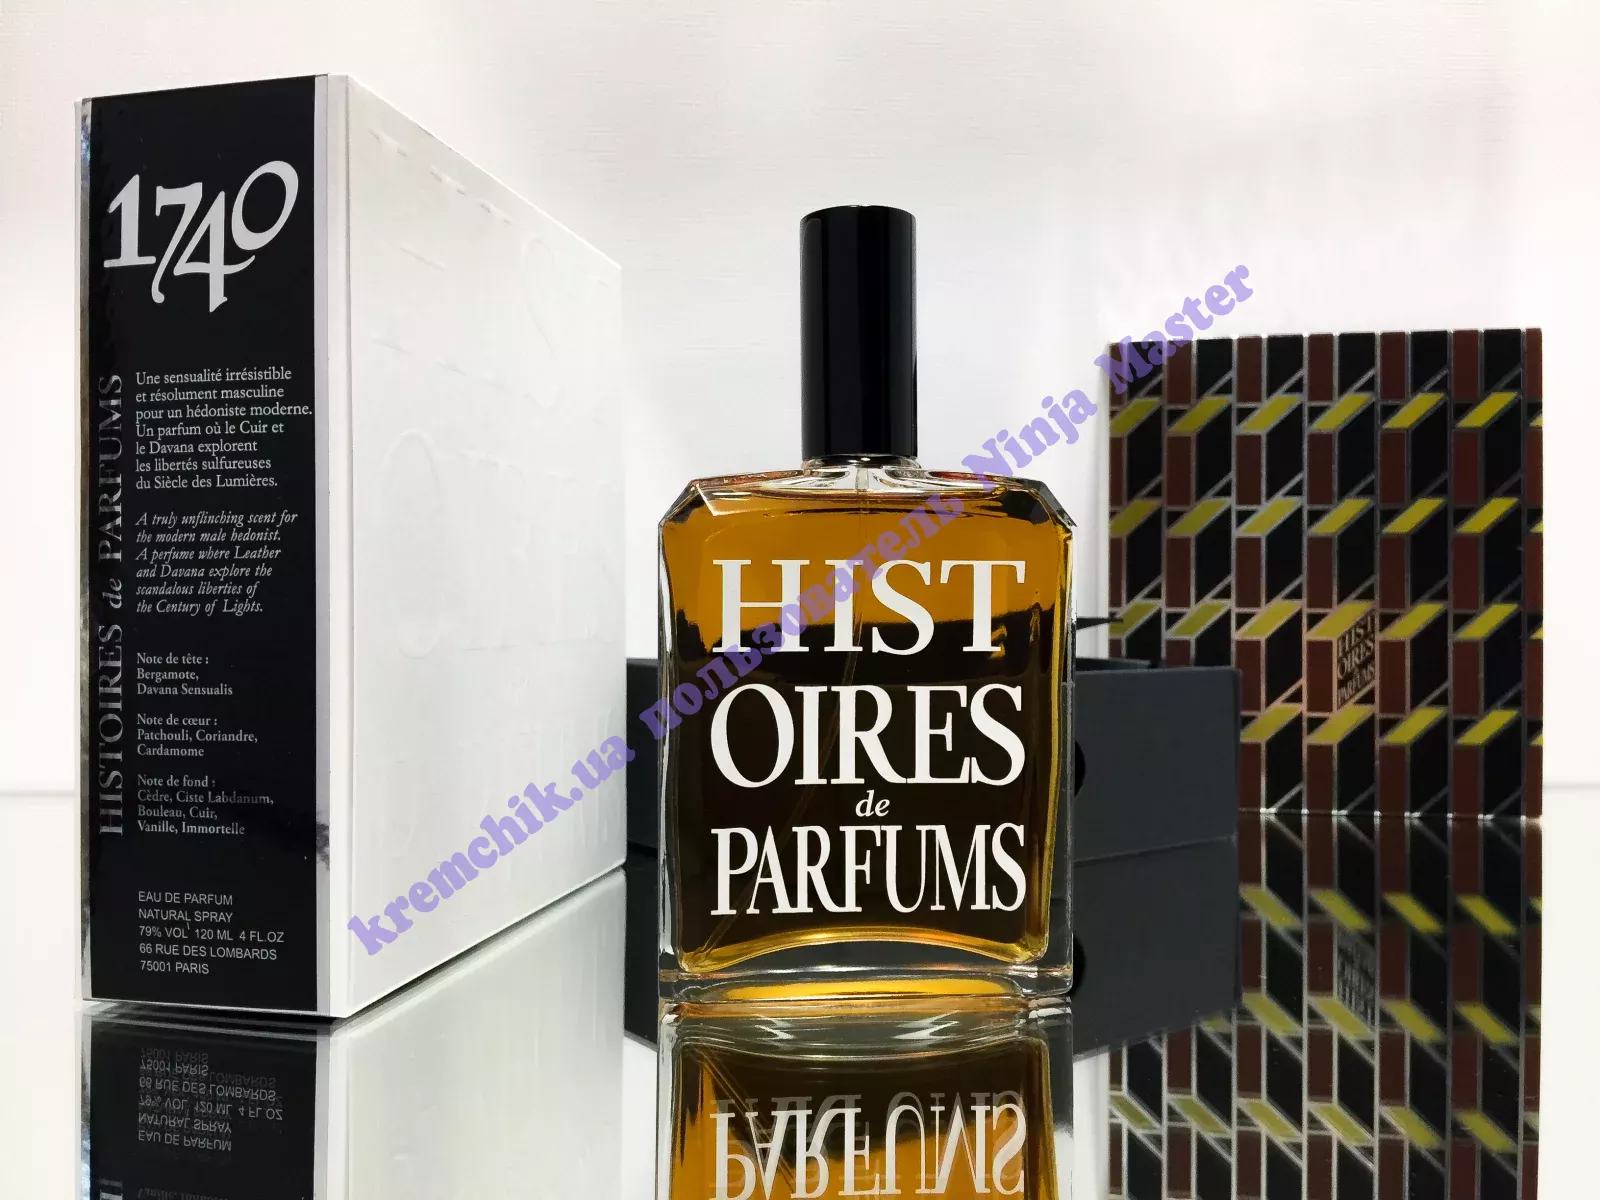 1740
HISTOIRES de PARFUMS
Une sensualité irrésistible
et résolument masculine
pour un hédoniste moderne.
Un parfum où le Cuir et
le Davana explorent
les libertés sulfureuses
du Siècle des Lumières.
A truly unflinching scent for
the modern male hedonist.
A perfume where Leather
and Davana explore the
scandalous liberties of
the Century of Lights.
Note de tête :
Bergamote,
Davana Sensualis
Note de cœur :
Patchouli, Coriandre,
Cardamome
Note de fond :
Cèdre, Ciste Labdanum,
Bouleau, Cuir,
Vanille, Immortelle
EAU DE PARFUM
NATURAL SPRAY
79% VOL 120 ML 4 FL.OZ
66 RUE DES LOMBARDS
75001 PARIS
HIST
OIRES
de
PARFUMS
HIST
OIRES
de
PARFUMS
kremchik.ua пользователь Ninja Master